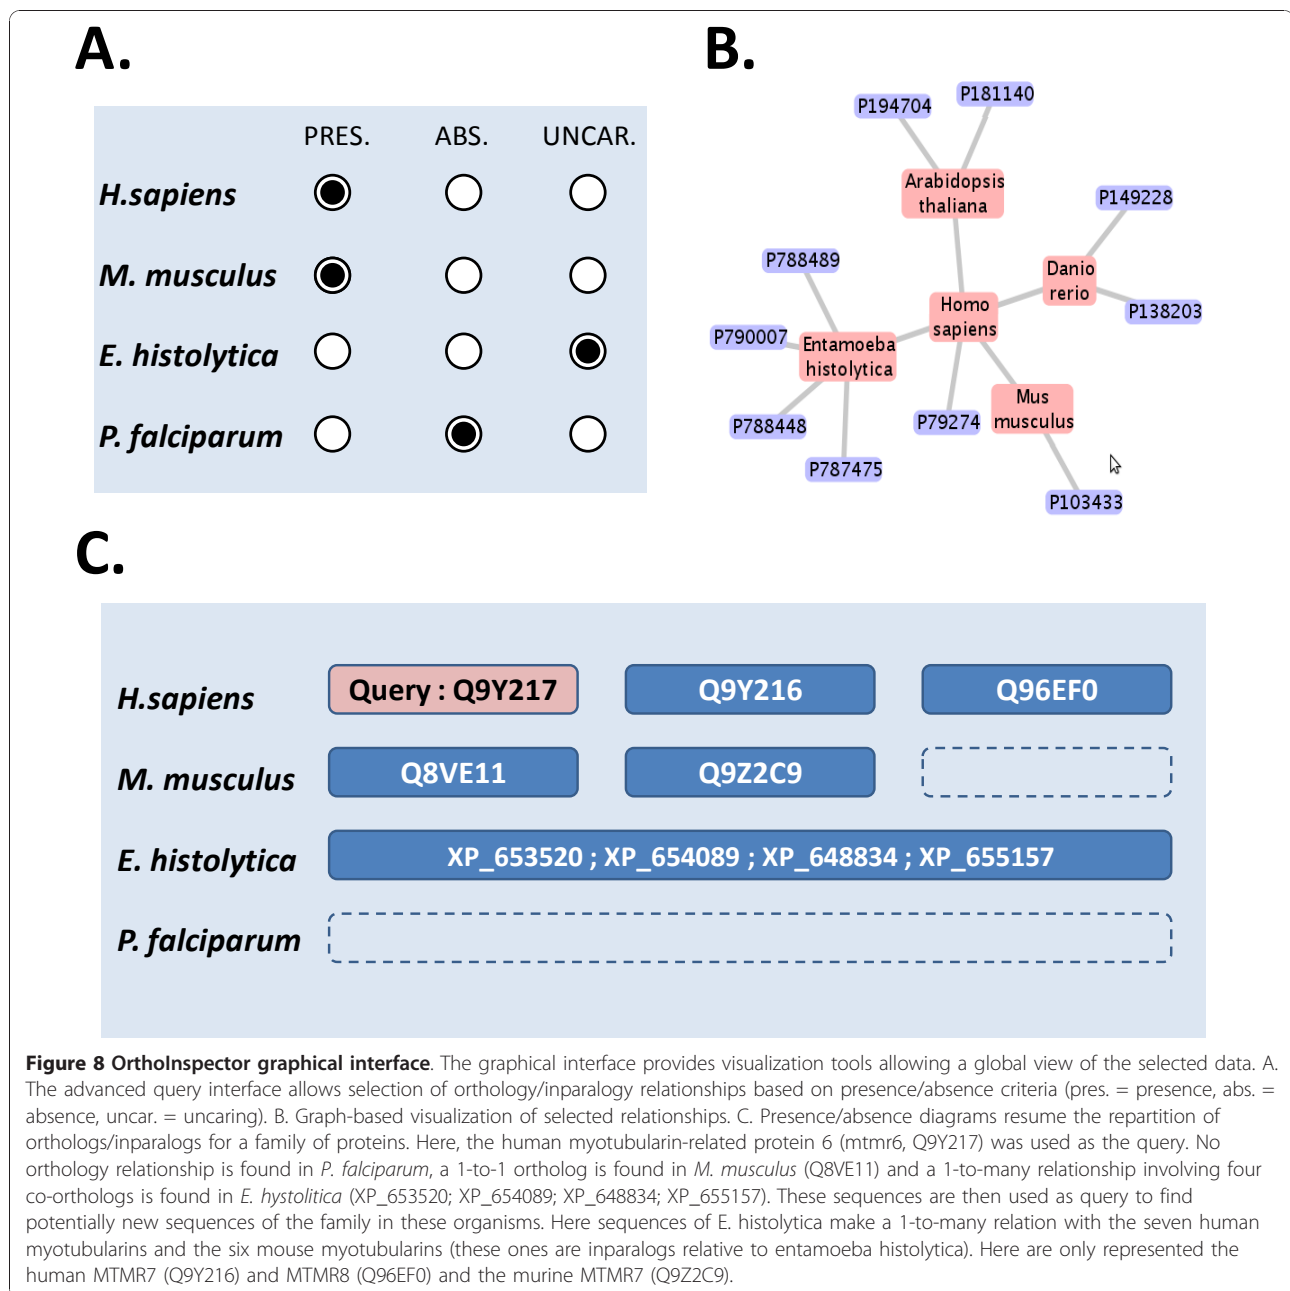 A.
PRES. ABS. UNCAR.
H.sapiens
M. musculus
E. histolytica
P. falciparum
B.
P194704
P181140
Arabidopsis
thaliana
P149228
P788489
Danio
rerio
Homo
sapiens
P138203
P790007
Entamoeba
histolytica
Mus
musculus
P788448
P79274
P787475
P103433
C.
H.sapiens Query : Q9Y217 Q9Y216 Q96EF0
M. musculus Q8VE11 Q9Z2C9
E. histolytica XP_653520 ; XP_654089 ; XP_648834 ; XP_655157
P. falciparum
Figure 8 OrthoInspector graphical interface. The graphical interface provides visualization tools allowing a global view of the selected data. A.
The advanced query interface allows selection of orthology/inparalogy relationships based on presence/absence criteria (pres. = presence, abs. =
absence, uncar. = uncaring). B. Graph-based visualization of selected relationships. C. Presence/absence diagrams resume the repartition of
orthologs/inparalogs for a family of proteins. Here, the human myotubularin-related protein 6 (mtmr6, Q9Y217) was used as the query. No
orthology relationship is found in P. falciparum, a 1-to-1 ortholog is found in M. musculus (Q8VE11) and a 1-to-many relationship involving four
co-orthologs is found in E. hystolitica (XP_653520; XP_654089; XP_648834; XP_655157). These sequences are then used as query to find
potentially new sequences of the family in these organisms. Here sequences of E. histolytica make a 1-to-many relation with the seven human
myotubularins and the six mouse myotubularins (these ones are inparalogs relative to entamoeba histolytica). Here are only represented the
human MTMR7 (Q9Y216) and MTMR8 (Q96EF0) and the murine MTMR7 (Q9Z2C9).